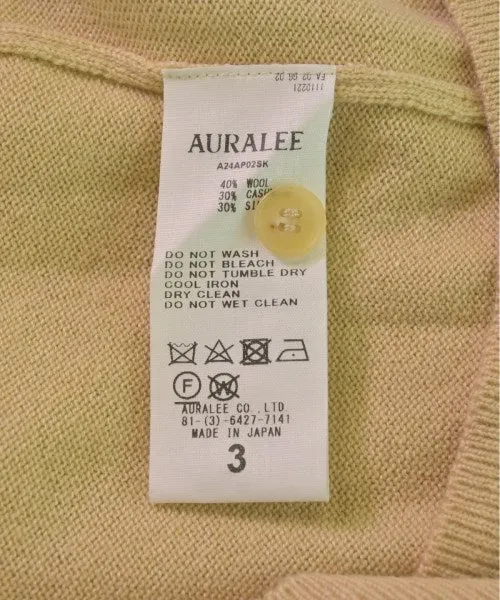 1110221
AURALEE
A24AP02SK
40% WOOL
30%
30%
DO NOT WASH
DO NOT BLEACH
DO NOT TUMBLE DRY
COOL IRON
DRY CLEAN
DO NOT WET CLEAN
F W
AURALEE CO.,LTD.
81-(3)-6427-7141
MADE IN JAPAN
3